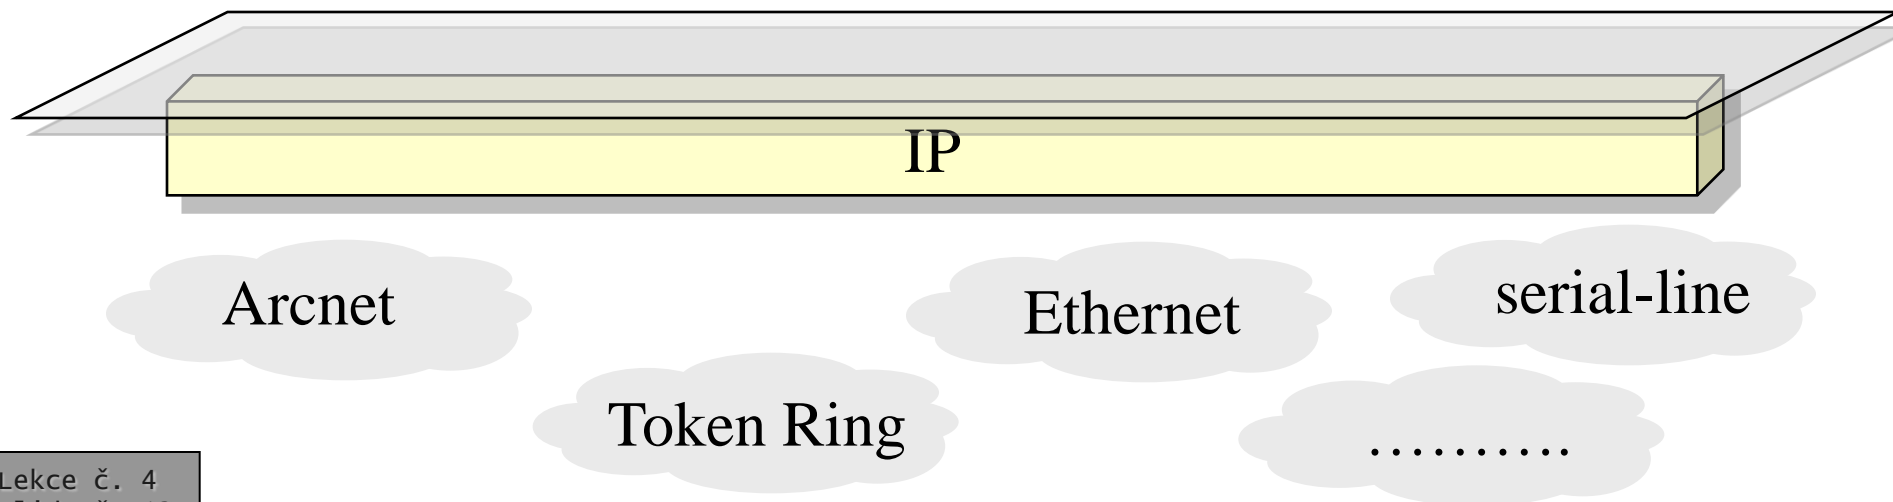 IP
Arcnet
Ethernet
serial-line
Token Ring
..........
Lekce č. 4